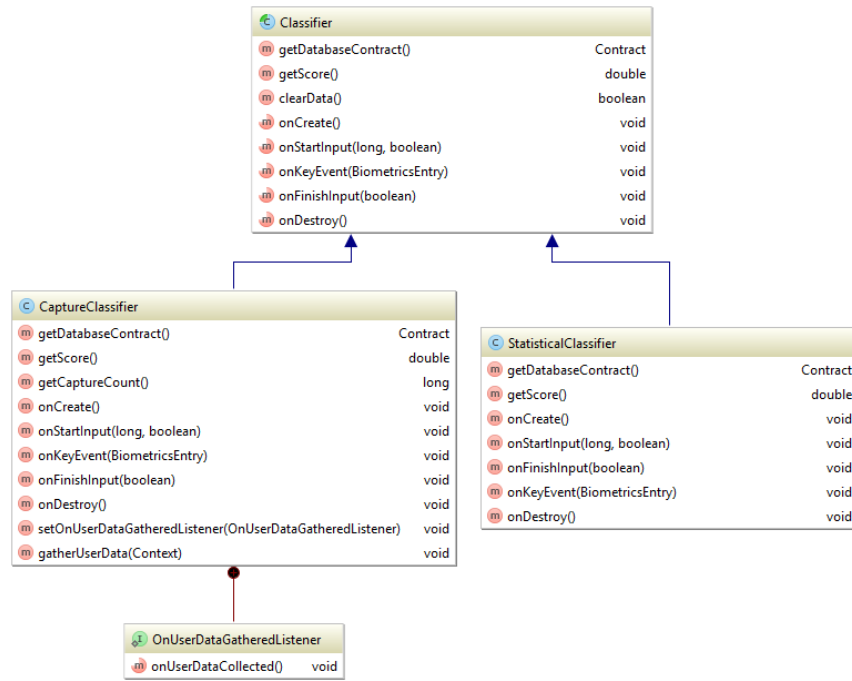 Classifier
getDatabaseContract() Contract
getScore() double
clearData() boolean
onCreate() void
onStartInput(long, boolean) void
onKeyEvent(BiometricsEntry) void
onFinishInput(boolean) void
onDestroy() void
CaptureClassifier
getDatabaseContract() Contract
getScore() double
getCaptureCount() long
onCreate() void
onStartInput(long, boolean) void
onKeyEvent(BiometricsEntry) void
onFinishInput(boolean) void
onDestroy() void
setOnUserDataGatheredListener(OnUserDataGatheredListener) void
gatherUserData(Context) void
StatisticalClassifier
getDatabaseContract() Contract
getScore() double
onCreate() void
onStartInput(long, boolean) void
onFinishInput(boolean) void
onKeyEvent(BiometricsEntry) void
onDestroy() void
OnUserDataGatheredListener
onUserDataCollected() void